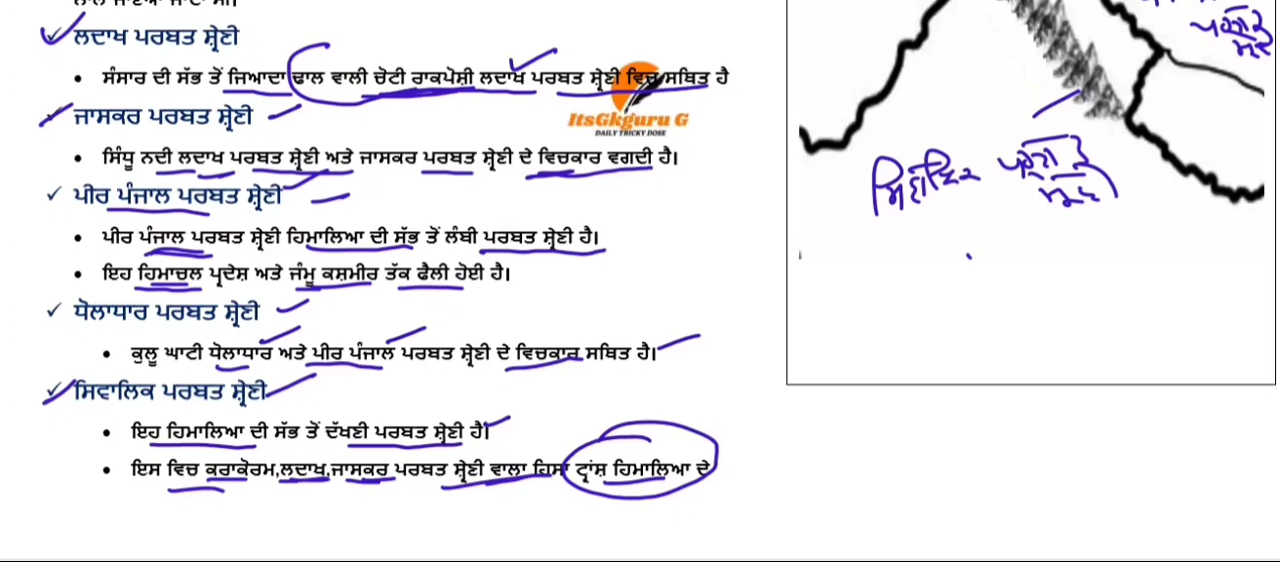 ਲਦਾਖ ਪਰਬਤ ਸ਼੍ਰੇਣੀ
ਸੰਸਾਰ ਦੀ ਸੱਭ ਤੋਂ ਜਿਆਦਾ ਢਾਲ ਵਾਲੀ ਚੋਟੀ ਰਾਕਪੋਸ਼ੀ ਲਦਾਖ ਪਰਬਤ ਸ਼੍ਰੇਣੀ ਵਿਚ ਸਥਿਤ ਹੈ
ਜਾਸਕਰ ਪਰਬਤ ਸ਼੍ਰੇਣੀ
ItsGkguru G
DAILY TRICKY DOSE
ਸਿੰਧੂ ਨਦੀ ਲਦਾਖ ਪਰਬਤ ਸ਼੍ਰੇਣੀ ਅਤੇ ਜਾਸਕਰ ਪਰਬਤ ਸ਼੍ਰੇਣੀ ਦੇ ਵਿਚਕਾਰ ਵਗਦੀ ਹੈ।
ਪੀਰ ਪੰਜਾਲ ਪਰਬਤ ਸ਼੍ਰੇਣੀ
ਪੀਰ ਪੰਜਾਲ ਪਰਬਤ ਸ਼੍ਰੇਣੀ ਹਿਮਾਲਿਆ ਦੀ ਸੱਭ ਤੋਂ ਲੰਬੀ ਪਰਬਤ ਸ਼੍ਰੇਣੀ ਹੈ।
ਇਹ ਹਿਮਾਚਲ ਪ੍ਰਦੇਸ਼ ਅਤੇ ਜੰਮੂ ਕਸ਼ਮੀਰ ਤੱਕ ਫੈਲੀ ਹੋਈ ਹੈ।
ਧੋਲਾਧਾਰ ਪਰਬਤ ਸ਼੍ਰੇਣੀ
ਕੁਲੂ ਘਾਟੀ ਧੋਲਾਧਾਰ ਅਤੇ ਪੀਰ ਪੰਜਾਲ ਪਰਬਤ ਸ਼੍ਰੇਣੀ ਦੇ ਵਿਚਕਾਰ ਸਥਿਤ ਹੈ।
ਸਿਵਾਲਿਕ ਪਰਬਤ ਸ਼੍ਰੇਣੀ
ਇਹ ਹਿਮਾਲਿਆ ਦੀ ਸੱਭ ਤੋਂ ਦੱਖਣੀ ਪਰਬਤ ਸ਼੍ਰੇਣੀ ਹੈ।
ਇਸ ਵਿਚ ਕਰਾਕੋਰਮ,ਲਦਾਖ,ਜਾਸਕਰ ਪਰਬਤ ਸ਼੍ਰੇਣੀ ਵਾਲਾ ਹਿਸਾ ਟ੍ਰਾਂਸ਼ ਹਿਮਾਲਿਆ ਦੇ